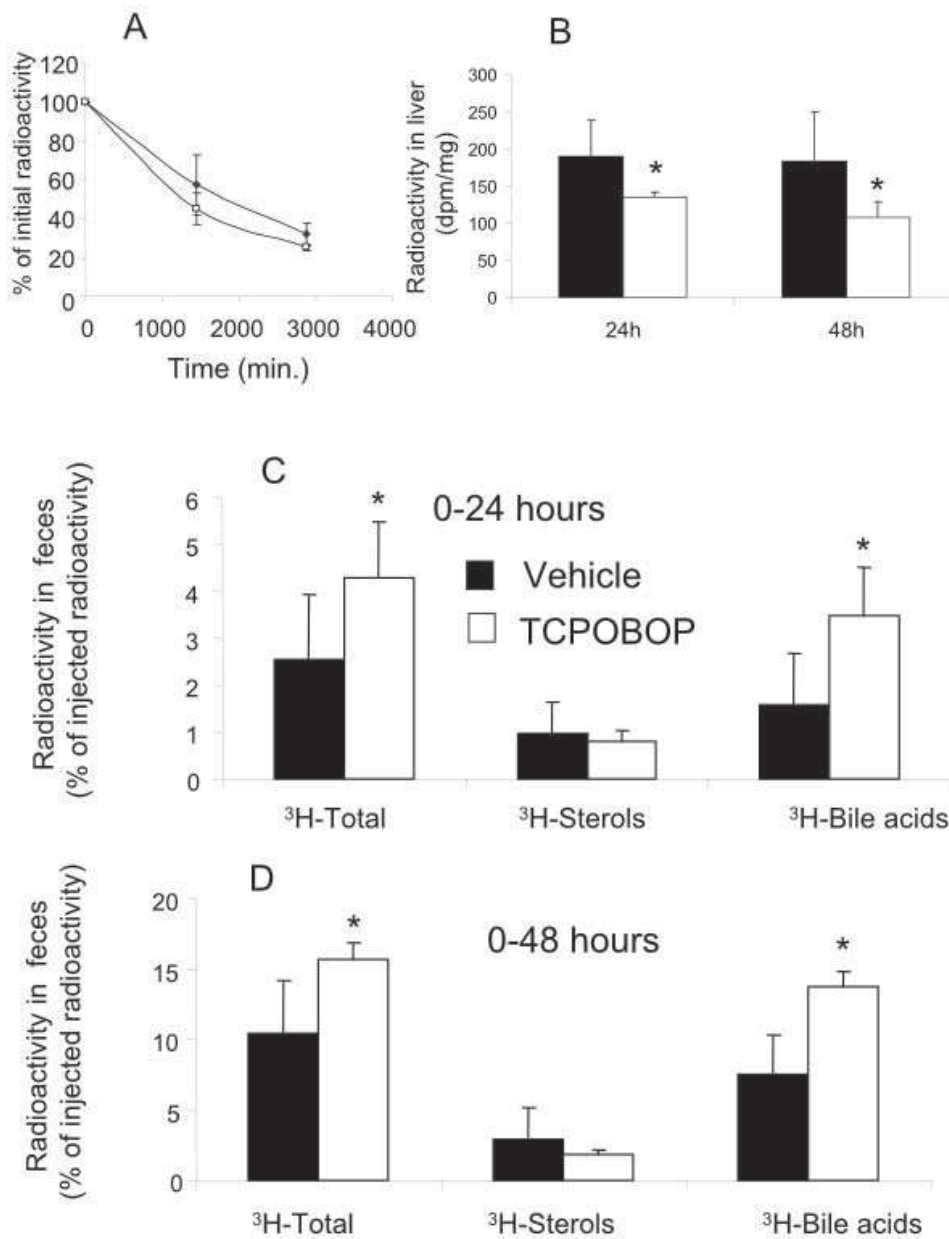 A
% of initial radioactivity
120
100
80
60
40
20
0
0 1000 2000 3000 4000
Time (min.)
B
Radioactivity in liver
(dpm/mg)
300
250
200
150
100
50
0
*
*
24h 48h
C
0-24 hours
Vehicle
TCPOBOP
Radioactivity in feces
(% of injected radioactivity)
6
5
4
3
2
1
0
*
*
³H-Total ³H-Sterols ³H-Bile acids
D
0-48 hours
Radioactivity in feces
(% of injected radioactivity)
20
15
10
5
0
*
*
³H-Total ³H-Sterols ³H-Bile acids